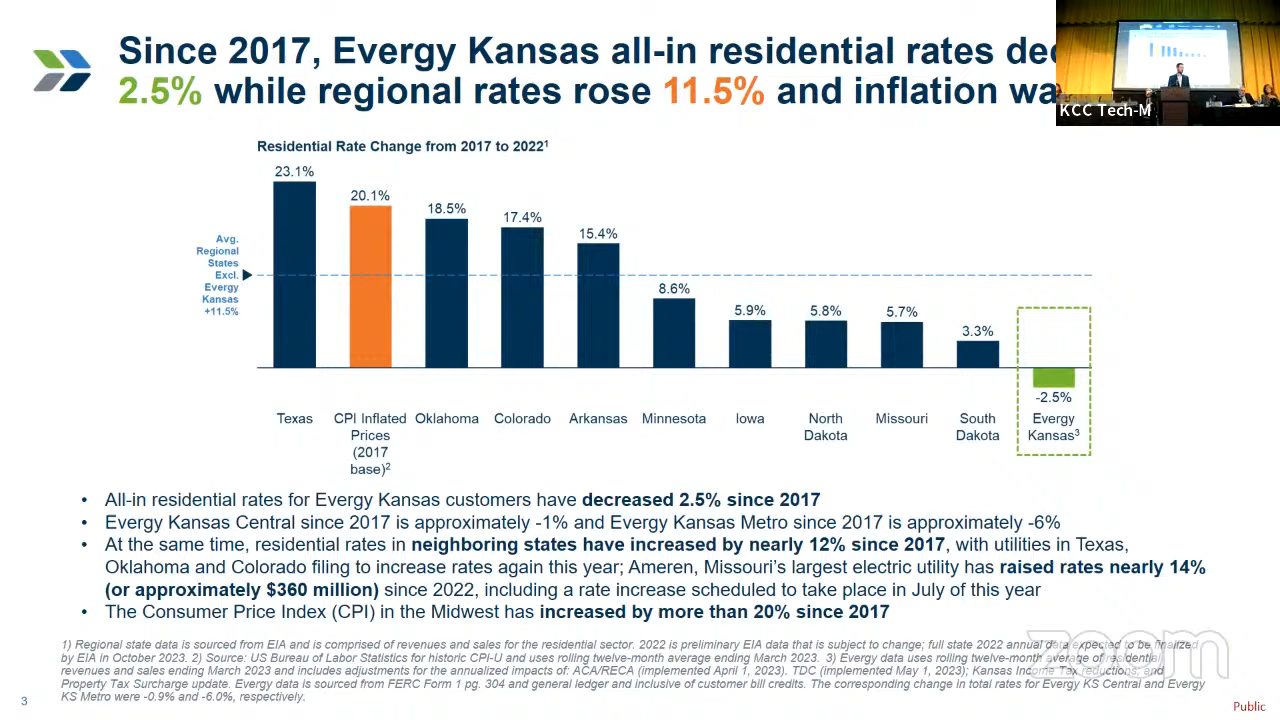 Since 2017, Evergy Kansas all-in residential rates
2.5% while regional rates rose 11.5% and inflation
KCC Tech-M
Residential Rate Change from 2017 to 2022¹
23.1%
20.1%
18.5%
17.4%
15.4%
8.6%
5.9%
5.8%
5.7%
3.3%
-2.5%
Avg.
Regional
States
Excl.
Evergy
Kansas
+11.5%
Texas
CPI Inflated
Prices
(2017
base)²
Oklahoma
Colorado
Arkansas
Minnesota
Iowa
North
Dakota
Missouri
South
Dakota
Evergy
Kansas³
• All-in residential rates for Evergy Kansas customers have decreased 2.5% since 2017
• Evergy Kansas Central since 2017 is approximately -1% and Evergy Kansas Metro since 2017 is approximately -6%
• At the same time, residential rates in neighboring states have increased by nearly 12% since 2017, with utilities in Texas,
Oklahoma and Colorado filing to increase rates again this year; Ameren, Missouri's largest electric utility has raised rates nearly 14%
(or approximately $360 million) since 2022, including a rate increase scheduled to take place in July of this year
• The Consumer Price Index (CPI) in the Midwest has increased by more than 20% since 2017
1) Regional state data is sourced from EIA and is comprised of revenues and sales for the residential sector. 2022 is preliminary EIA data that is subject to change; full state 2022 annual data expected to be finalized
by EIA in October 2023. 2) Source: US Bureau of Labor Statistics for historic CPI-U and uses rolling twelve-month average ending March 2023. 3) Evergy data uses rolling twelve-month average of residential
revenues and sales ending March 2023 and includes adjustments for the annualized impacts of: ACA/RECA (implemented April 1, 2023). TDC (implemented May 1, 2023); Kansas Income Tax reductions; and
Property Tax Surcharge update. Evergy data is sourced from FERC Form 1 pg. 304 and general ledger and inclusive of customer bill credits. The corresponding change in total rates for Evergy KS Central and Evergy
KS Metro were -0.9% and -6.0%, respectively.
zoom
3
Public